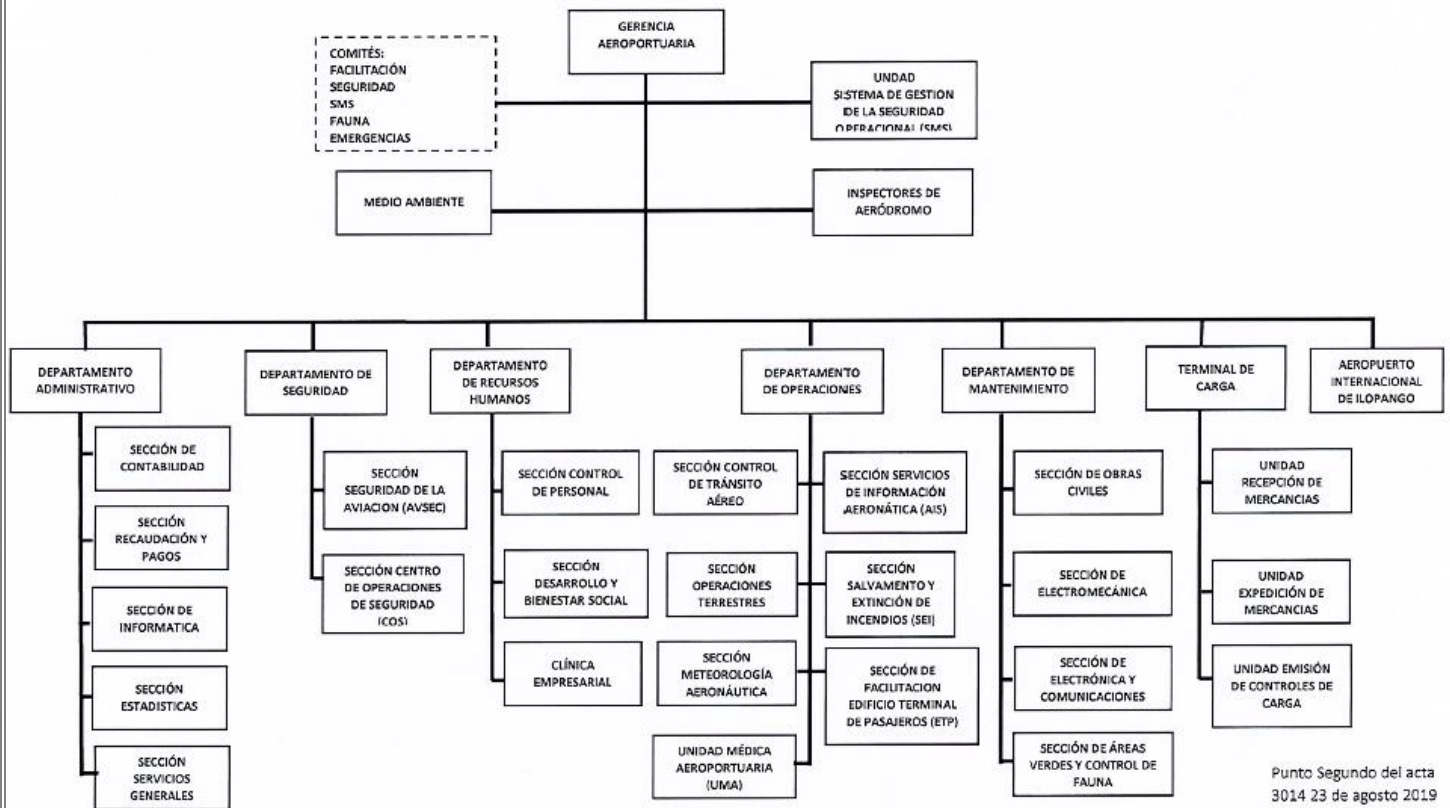 GERENCIA
AEROPORTUARIA
COMITÉS:
FACILITACIÓN
SEGURIDAD
SMS
FAUNA
EMERGENCIAS
UNDAD
SISTEMA DE GESTION
DE LA SEGURIDAD
OPERACIONAL (SMS)
MEDIO AMBIENTE
INSPECTORES DE
AERÓDROMO
DEPARTAMENTO
ADMINISTRATIVO
SECCIÓN DE
CONTABILIDAD
SECCIÓN
RECAUDACIÓN Y
PAGOS
SECCIÓN DE
INFORMATICA
SECCIÓN
ESTADISTICAS
SECCIÓN
SERVICIOS
GENERALES
DEPARTAMENTO DE
SEGURIDAD
SECCIÓN
SEGURIDAD DE LA
AVIACION (AVSEC)
SECCIÓN CENTRO
DE OPERACIONES
DE SEGURIDAD
(COS)
DEPARTAMENTO
DE RECURSOS
HUMANOS
SECCIÓN CONTROL
DE PERSONAL
SECCIÓN
DESARROLLO Y
BIENESTAR SOCIAL
CLÍNICA
EMPRESARIAL
DEPARTAMENTO
DE OPERACIONES
SECCIÓN CONTROL
DE TRÁNSITO
AÉREO
SECCIÓN SERVICIOS
DE INFORMACIÓN
AERONÁTICA (AIS)
SECCIÓN
OPERACIONES
TERRESTRES
SECCIÓN
SALVAMENTO Y
EXTINCIÓN DE
INCENDIOS (SEI)
SECCIÓN
METEOROLOGÍA
AERONÁUTICA
SECCIÓN DE
FACILITACION
EDIFICIO TERMINAL
DE PASAJEROS (ETP)
UNIDAD MÉDICA
AEROPORTUARIA
(UMA)
DEPARTAMENTO DE
MANTENIMIENTO
SECCIÓN DE OBRAS
CIVILES
SECCIÓN DE
ELECTROMECÁNICA
SECCIÓN DE
ELECTRÓNICA Y
COMUNICACIONES
SECCIÓN DE ÁREAS
VERDES Y CONTROL DE
FAUNA
TERMINAL DE
CARGA
UNIDAD
RECEPCIÓN DE
MERCANCIAS
UNIDAD
EXPEDICIÓN DE
MERCANCIAS
UNIDAD EMISIÓN
DE CONTROLES DE
CARGA
AEROPUERTO
INTERNACIONAL
DE ILOPANGO
Punto Segundo del acta
3014 23 de agosto 2019